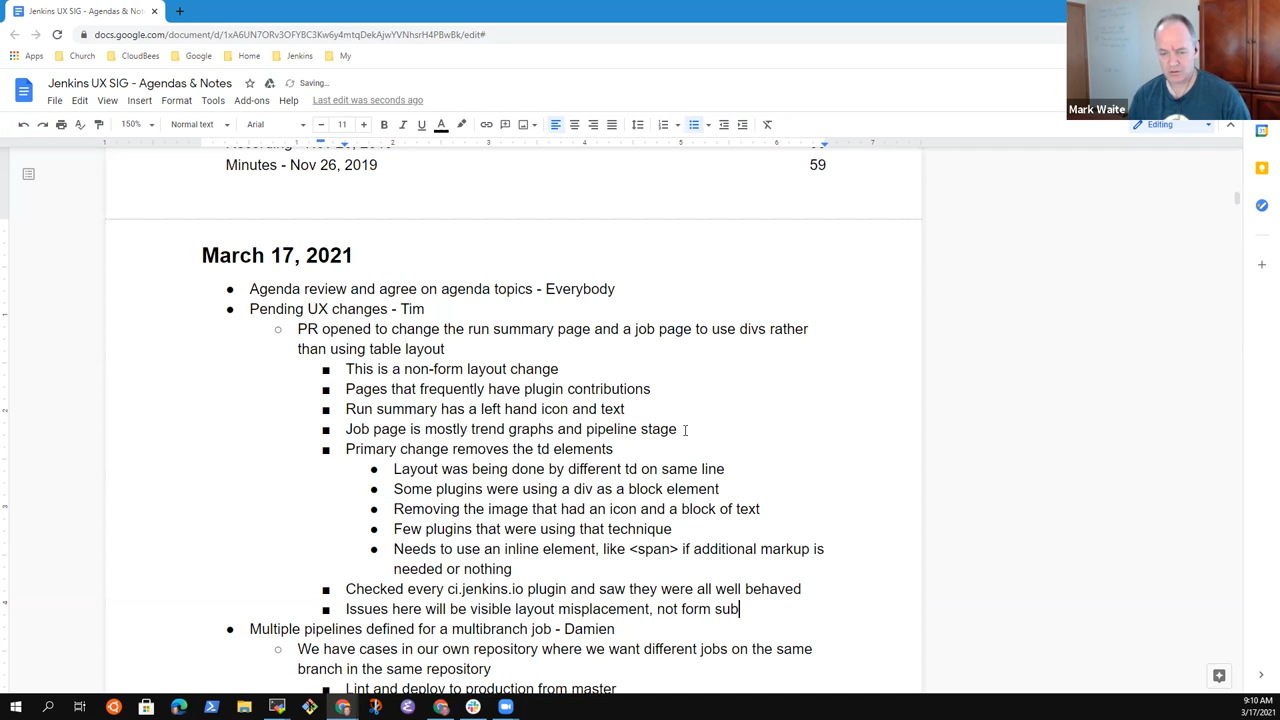 Jenkins UX SIG - Agendas & Not
docs.google.com/document/d/1xA6UN7ORv3OFYBC3Kw6y4mtqDekAjwYVNhsrH4PBwBk/edit#
Apps Church CloudBees Google Home Jenkins My
Jenkins UX SIG - Agendas & Notes Saving...
File Edit View Insert Format Tools Add-ons Help Last edit was seconds ago
Mark Waite
150% Normal text Arial 11 Editing
1 1 2 3 4 5 6 7
Minutes - Nov 26, 2019 59
March 17, 2021
● Agenda review and agree on agenda topics - Everybody
● Pending UX changes - Tim
○ PR opened to change the run summary page and a job page to use divs rather
than using table layout
■ This is a non-form layout change
■ Pages that frequently have plugin contributions
■ Run summary has a left hand icon and text
■ Job page is mostly trend graphs and pipeline stage
■ Primary change removes the td elements
● Layout was being done by different td on same line
● Some plugins were using a div as a block element
● Removing the image that had an icon and a block of text
● Few plugins that were using that technique
● Needs to use an inline element, like <span> if additional markup is
needed or nothing
■ Checked every ci.jenkins.io plugin and saw they were all well behaved
■ Issues here will be visible layout misplacement, not form sub
● Multiple pipelines defined for a multibranch job - Damien
○ We have cases in our own repository where we want different jobs on the same
branch in the same repository
■ Lint and deploy to production from master
9:10 AM
3/17/2021